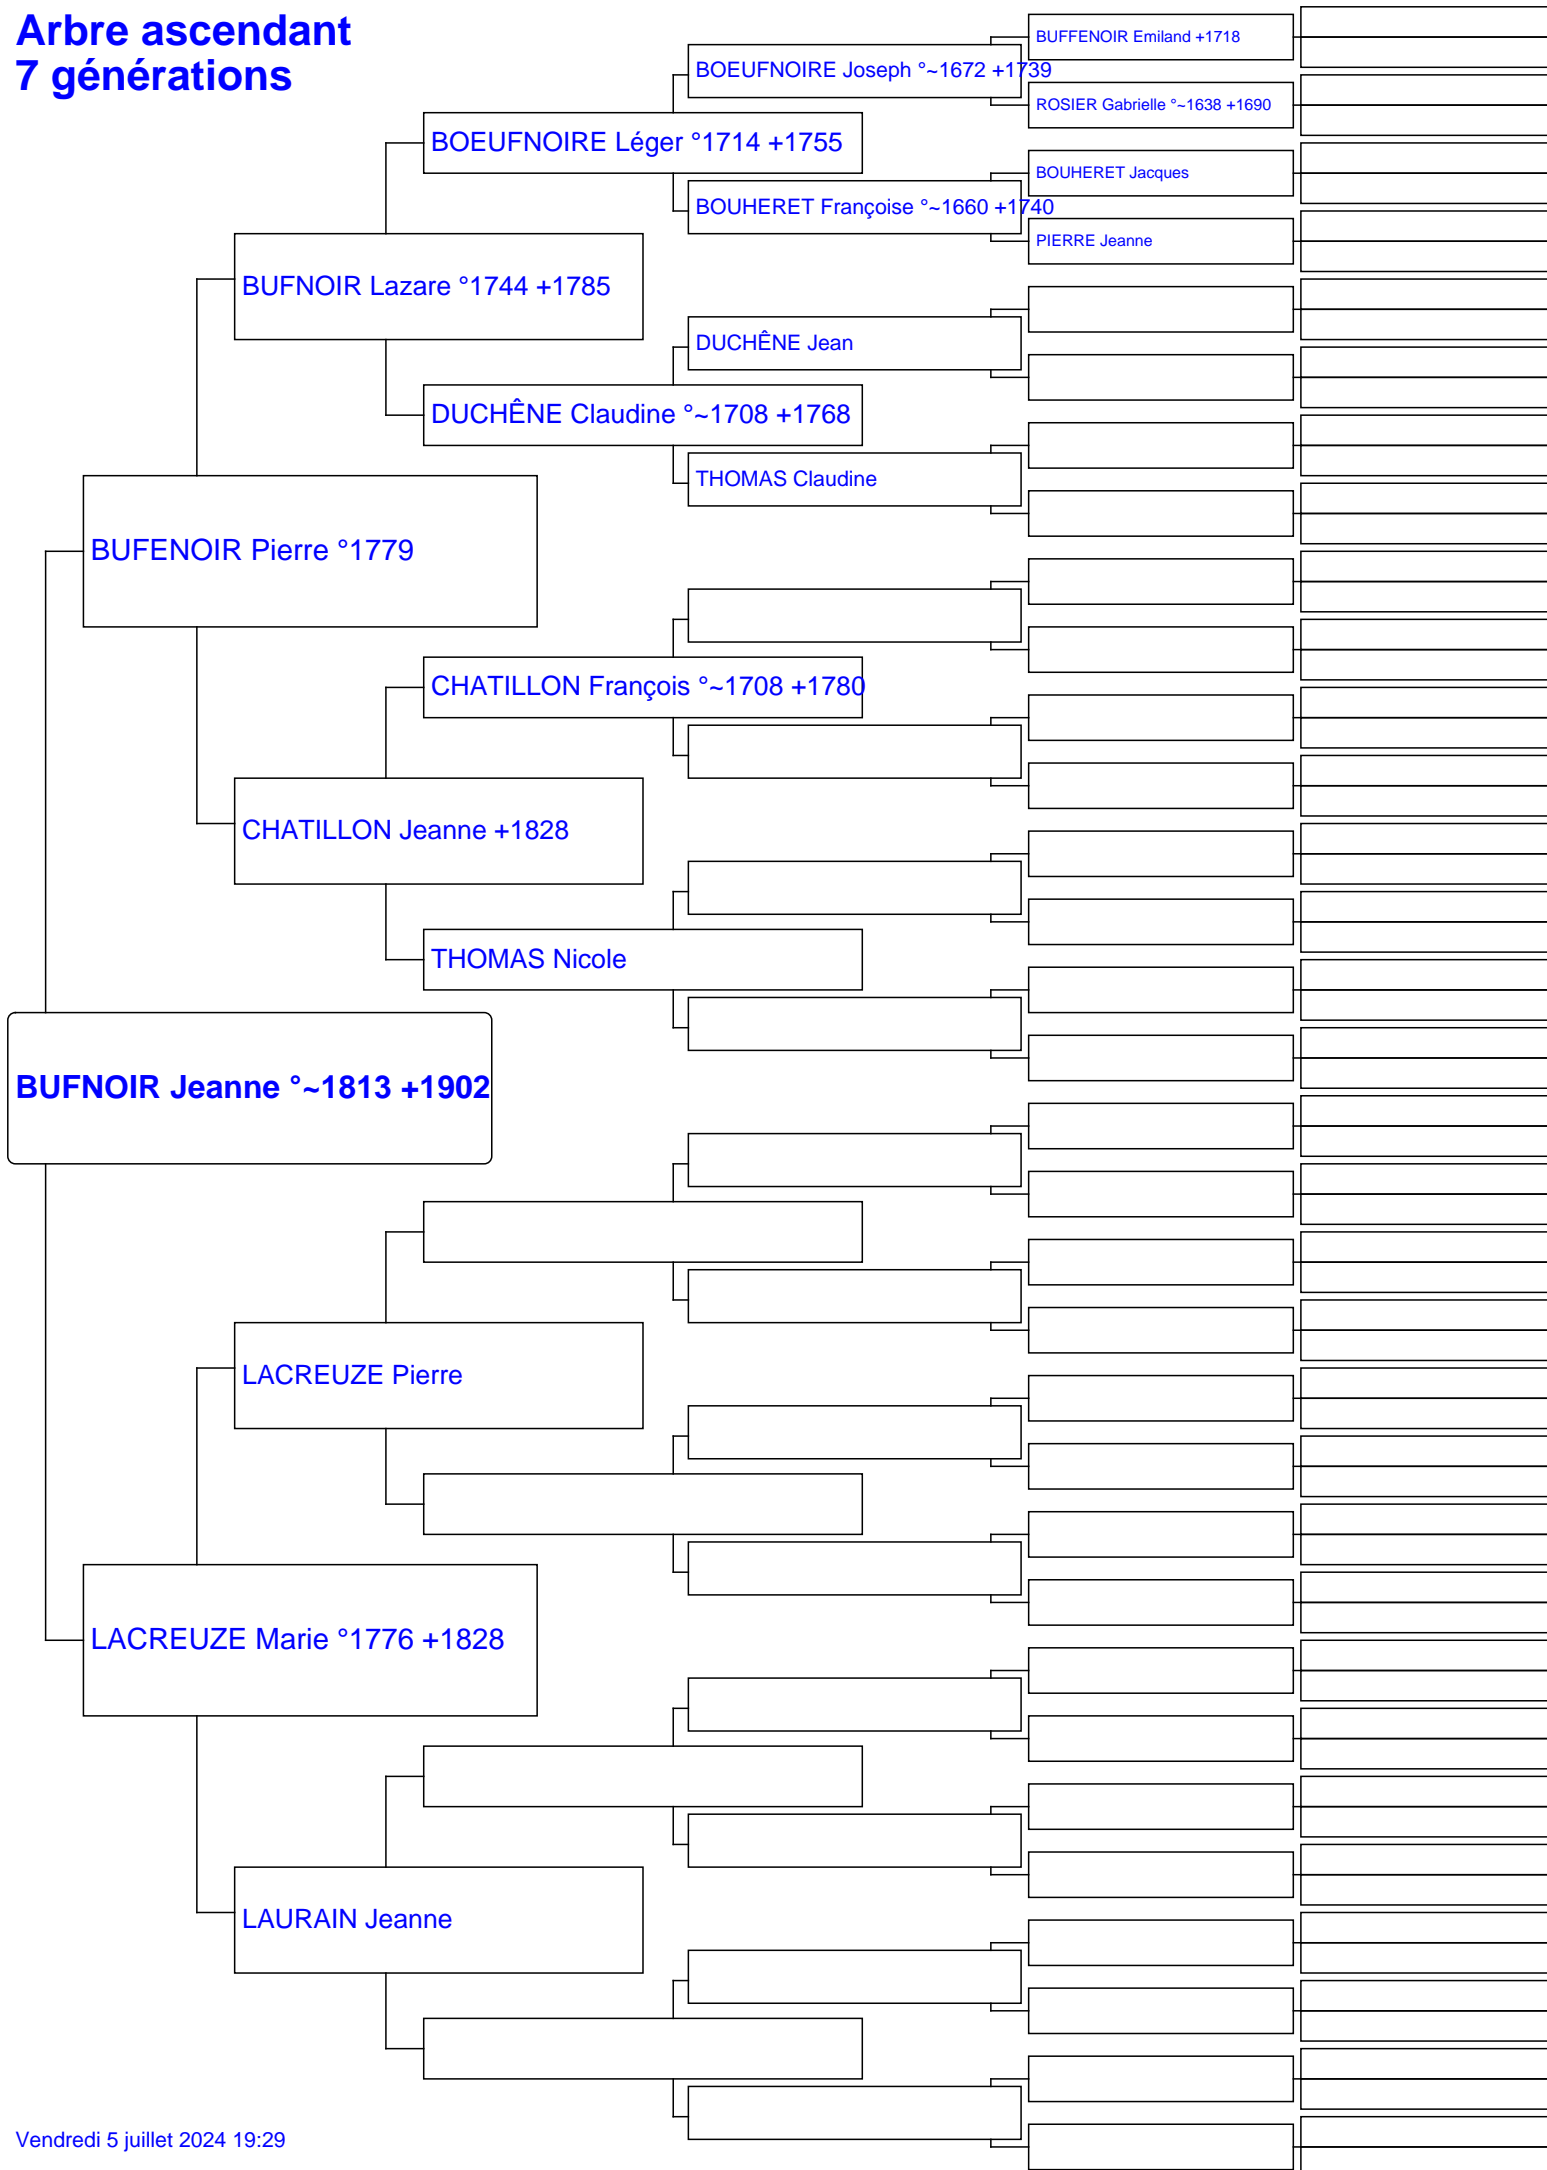 Arbre ascendant
7 générations
BUFFENOIR Emiland +1718
BOEUFNOIRE Joseph °~1672 +1739
ROSIER Gabrielle °~1638 +1690
BOEUFNOIRE Léger °1714 +1755
BOUHERET Jacques
BOUHERET Françoise °~1660 +1740
PIERRE Jeanne
BUFNOIR Lazare °1744 +1785
DUCHÊNE Jean
DUCHÊNE Claudine °~1708 +1768
THOMAS Claudine
BUFENOIR Pierre °1779
CHATILLON François °~1708 +1780
CHATILLON Jeanne +1828
THOMAS Nicole
BUFNOIR Jeanne °~1813 +1902
LACREUZE Pierre
LACREUZE Marie °1776 +1828
LAURAIN Jeanne
Vendredi 5 juillet 2024 19:29